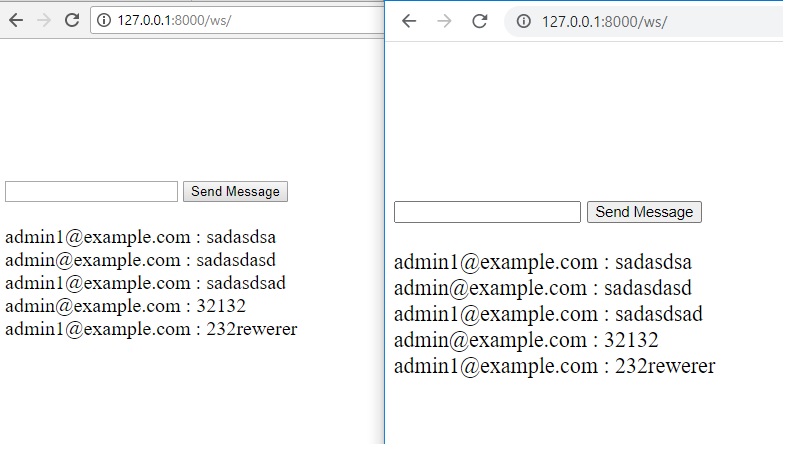 127.0.0.1:8000/ws/
Send Message
admin1@example.com : sadasdsa
admin@example.com : sadasdasd
admin1@example.com : sadasdsad
admin@example.com : 32132
admin1@example.com : 232rewerer
127.0.0.1:8000/ws/
Send Message
admin1@example.com : sadasdsa
admin@example.com : sadasdasd
admin1@example.com : sadasdsad
admin@example.com : 32132
admin1@example.com : 232rewerer